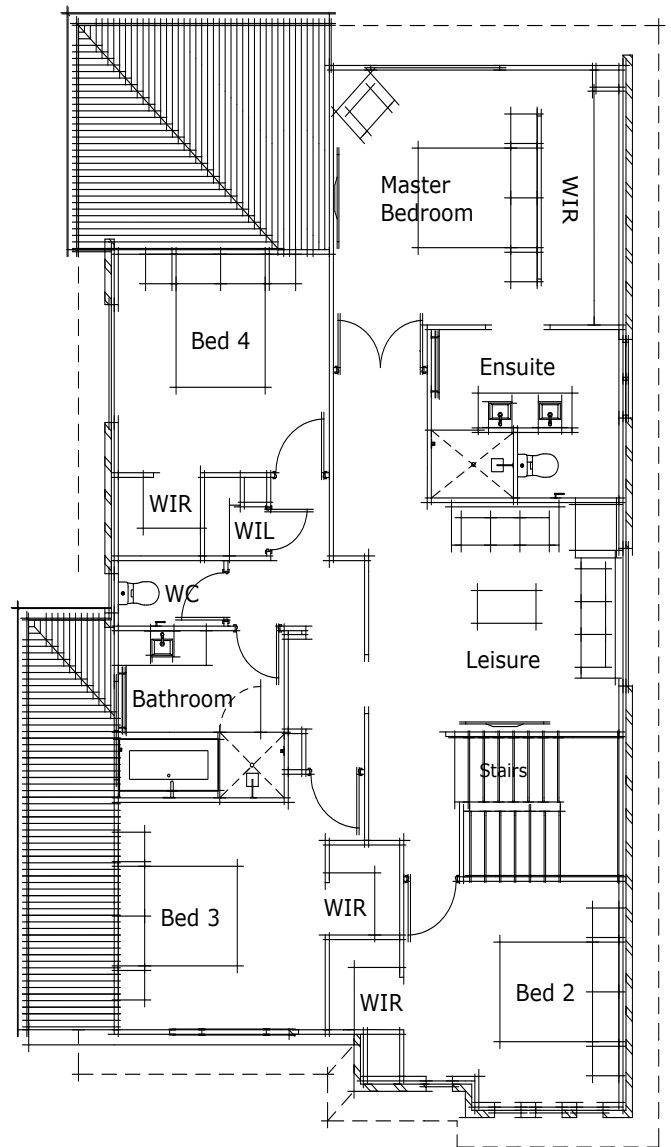 Master
Bedroom
WIR
Bed 4
Ensuite
WIR
WIL
WC
Leisure
Bathroom
Stairs
WIR
Bed 3
Bed 2
WIR